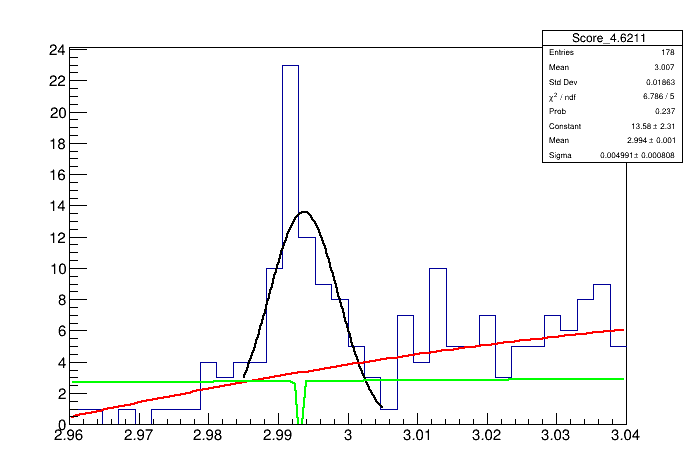 Score_4.6211
Entries 178
Mean 3.007
Std Dev 0.01863
χ² / ndf 6.786 / 5
Prob 0.237
Constant 13.58 ± 2.31
Mean 2.994 ± 0.001
Sigma 0.004991± 0.000808
24
22
20
18
16
14
12
10
8
6
4
2
0
2.96 2.97 2.98 2.99 3 3.01 3.02 3.03 3.04